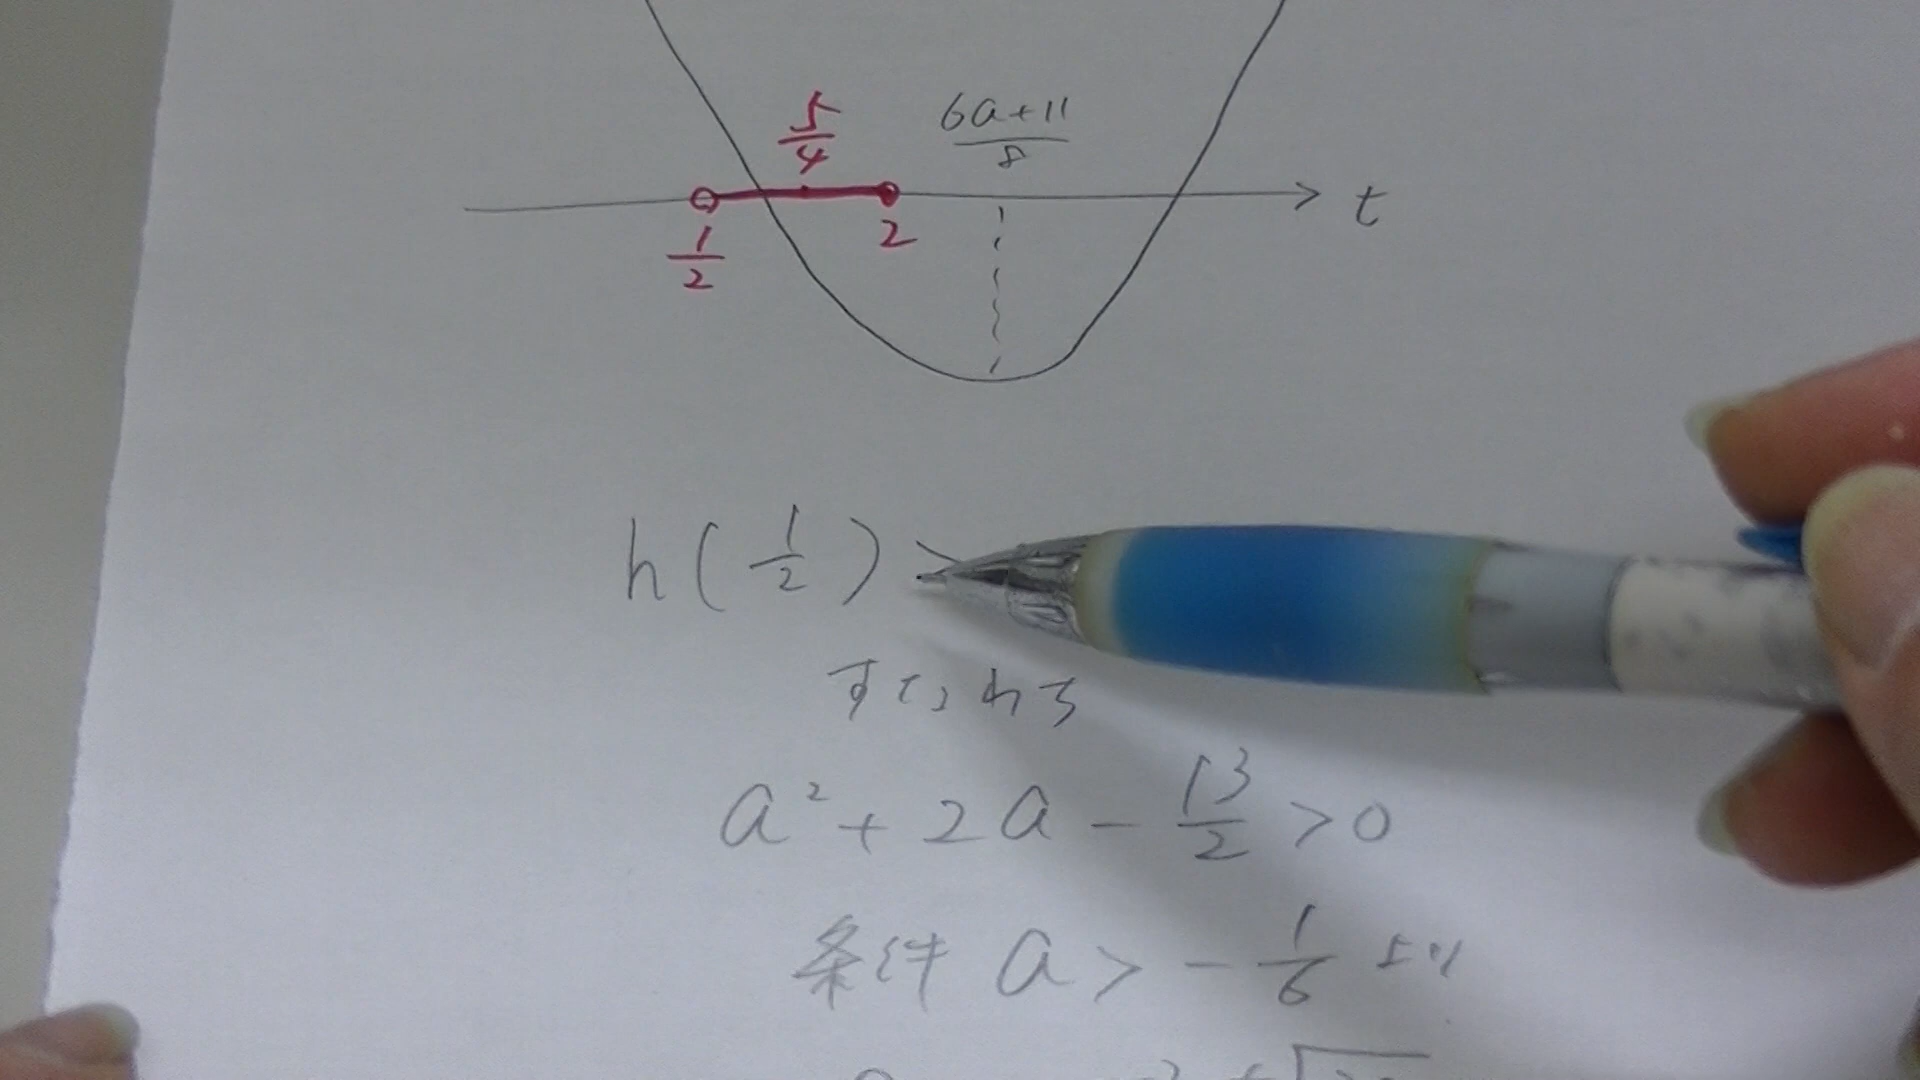 5/4
6a+11/8
t
1/2
2
h(1/2) >
すなわち
a² + 2a - 13/2 > 0
条件 a > - 1/6 より